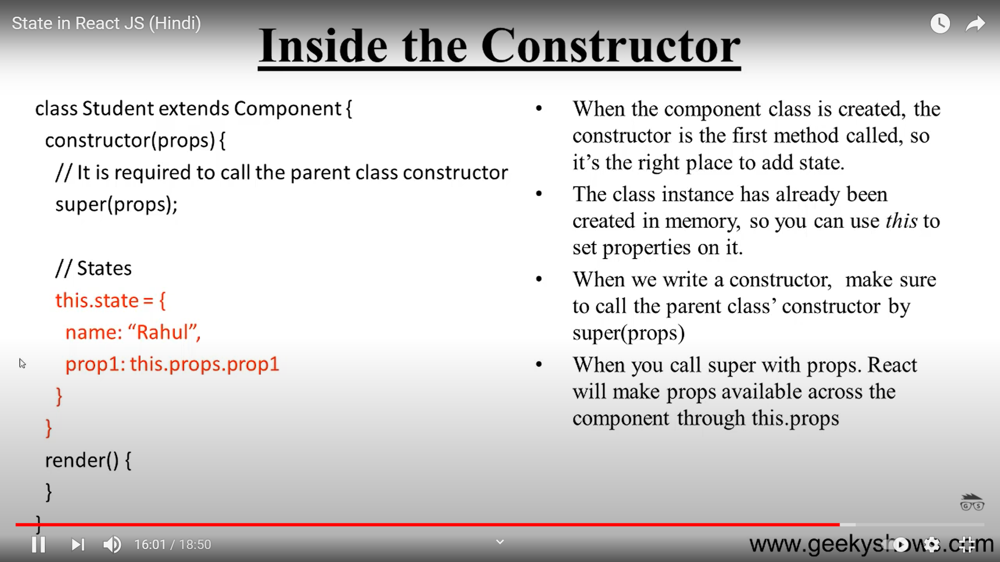 State in React JS (Hindi)
Inside the Constructor
class Student extends Component {
constructor(props) {
// It is required to call the parent class constructor
super(props);
// States
this.state = {
name: “Rahul”,
prop1: this.props.prop1
}
}
render() {
}
}
• When the component class is created, the
constructor is the first method called, so
it’s the right place to add state.
• The class instance has already been
created in memory, so you can use this to
set properties on it.
• When we write a constructor, make sure
to call the parent class’ constructor by
super(props)
• When you call super with props. React
will make props available across the
component through this.props
G S
16:01 / 18:50
www.geekyshows.com